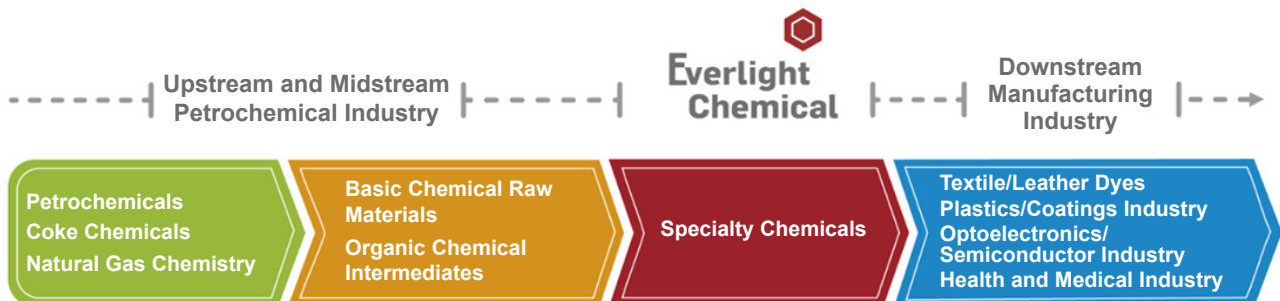 Upstream and Midstream
Petrochemical Industry
Everlight
Chemical
Downstream
Manufacturing
Industry
Petrochemicals
Coke Chemicals
Natural Gas Chemistry
Basic Chemical Raw
Materials
Organic Chemical
Intermediates
Specialty Chemicals
Textile/Leather Dyes
Plastics/Coatings Industry
Optoelectronics/
Semiconductor Industry
Health and Medical Industry